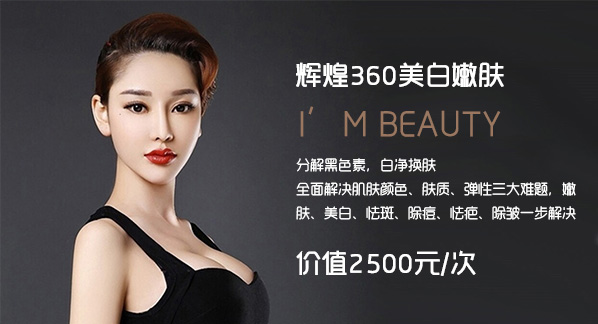 辉煌360美白嫩肤
I'M BEAUTY
分解黑色素，白净换肤
全面解决肌肤颜色、肤质、弹性三大难题，嫩
肤、美白、怯斑、除痘、怯疤、除皱一步解决
价值2500元/次